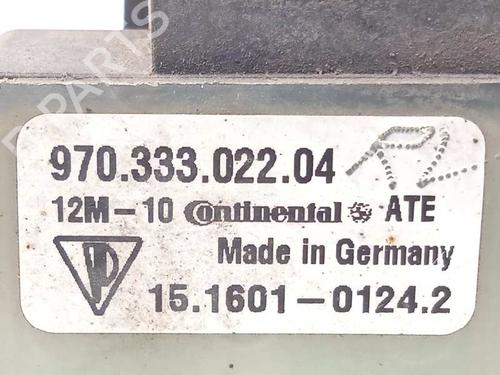 970.333.022.04
12M-10 Continental ATE
Made in Germany
15.1601-0124.2